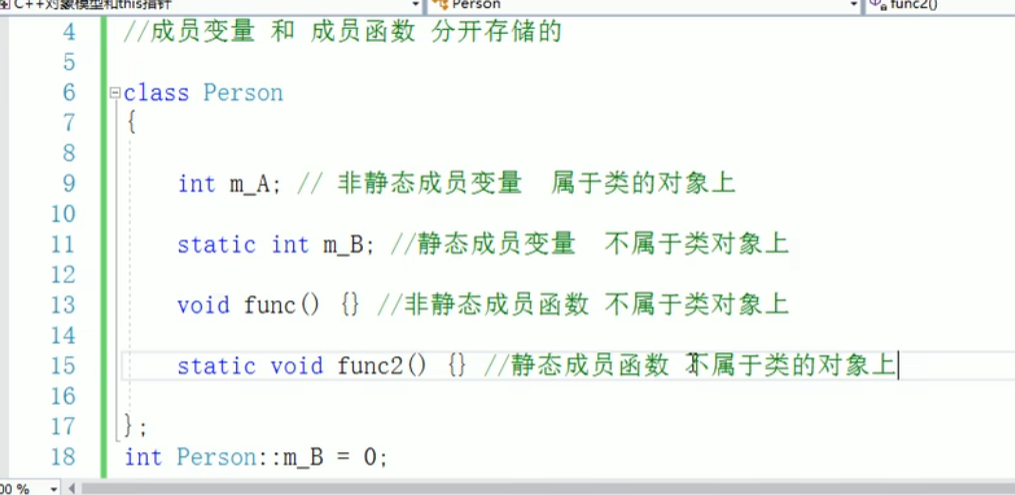 C++对象模型和this指针 Person func2()
4 //成员变量 和 成员函数 分开存储的
5
6 class Person
7 {
8
9 int m_A; // 非静态成员变量 属于类的对象上
10
11 static int m_B; //静态成员变量 不属于类对象上
12
13 void func() {} //非静态成员函数 不属于类对象上
14
15 static void func2() {} //静态成员函数 不属于类的对象上
16
17 };
18 int Person::m_B = 0;